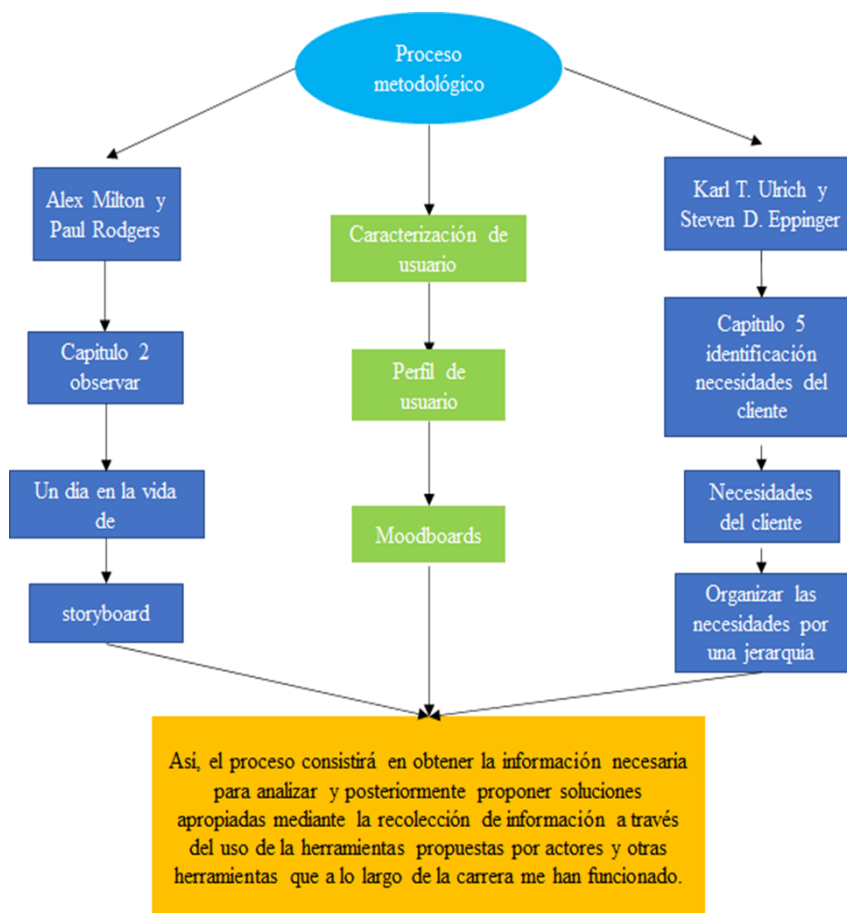 Proceso
metodológico
Alex Milton y
Paul Rodgers
Capitulo 2
observar
Un día en la vida
de
storyboard
Caracterización de
usuario
Perfil de
usuario
Moodboards
Karl T. Ulrich y
Steven D. Eppinger
Capitulo 5
identificación
necesidades del
cliente
Necesidades
del cliente
Organizar las
necesidades por
una jerarquia
Así, el proceso consistirá en obtener la información necesaria
para analizar y posteriormente proponer soluciones
apropiadas mediante la recolección de información a través
del uso de la herramientas propuestas por actores y otras
herramientas que a lo largo de la carrera me han funcionado.